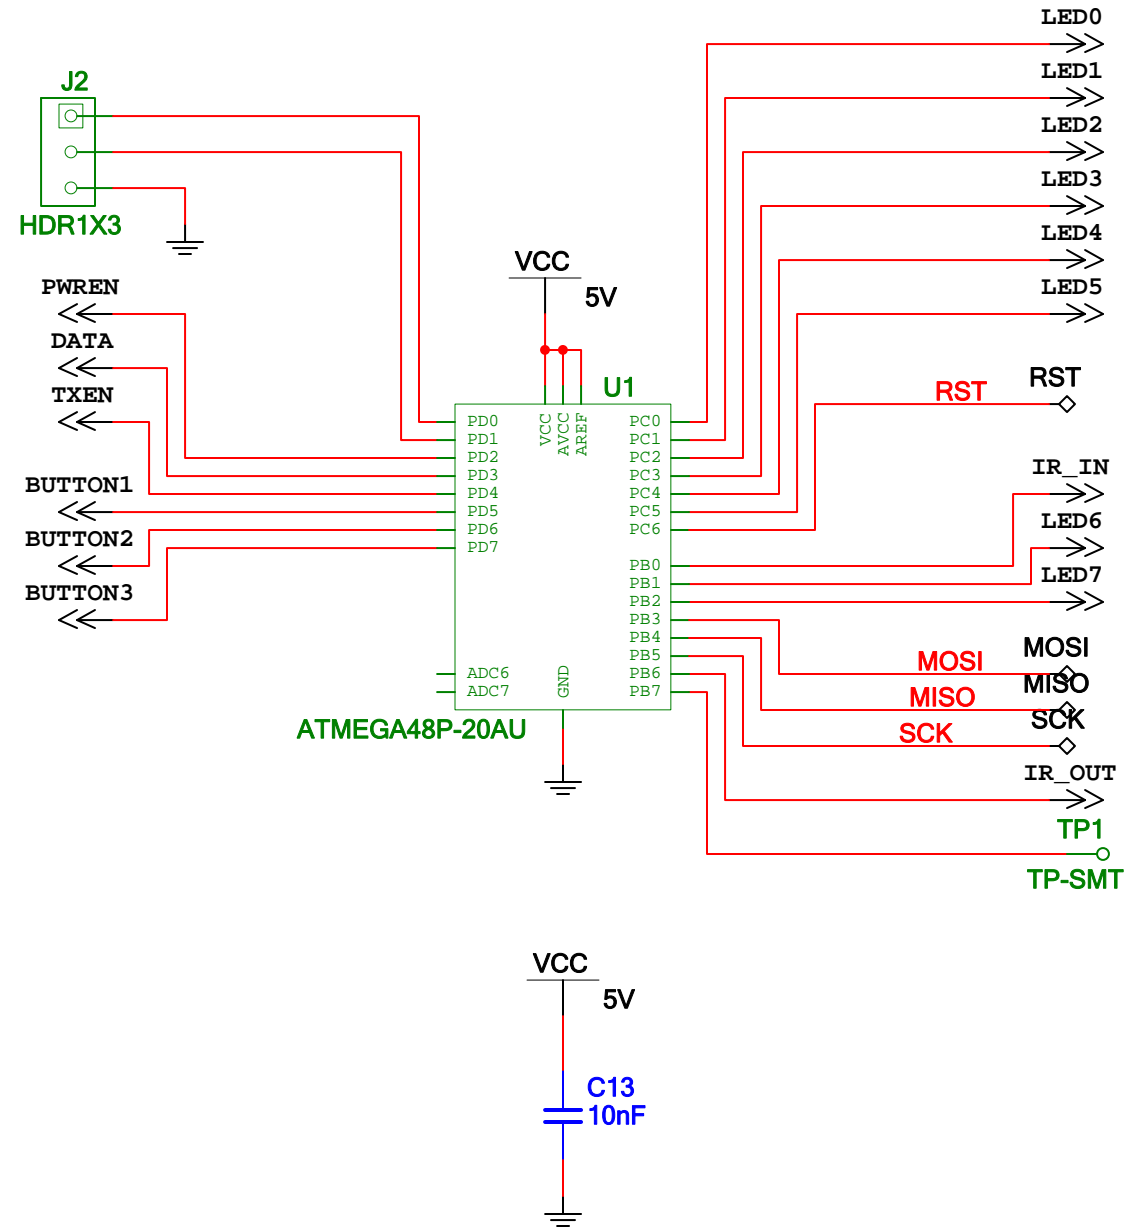 LED0
LED1
LED2
LED3
LED4
LED5
J2
HDR1X3
PWREN
DATA
TXEN
BUTTON1
BUTTON2
BUTTON3
VCC
5V
U1
RST
RST
PD0
PD1
PD2
PD3
PD4
PD5
PD6
PD7
ADC6
ADC7
VCC
AVCC
AREF
GND
PC0
PC1
PC2
PC3
PC4
PC5
PC6
PB0
PB1
PB2
PB3
PB4
PB5
PB6
PB7
ATMEGA48P-20AU
IR_IN
LED6
LED7
MOSI
MOSI
MISO
MISO
SCK
SCK
IR_OUT
TP1
TP-SMT
VCC
5V
C13
10nF